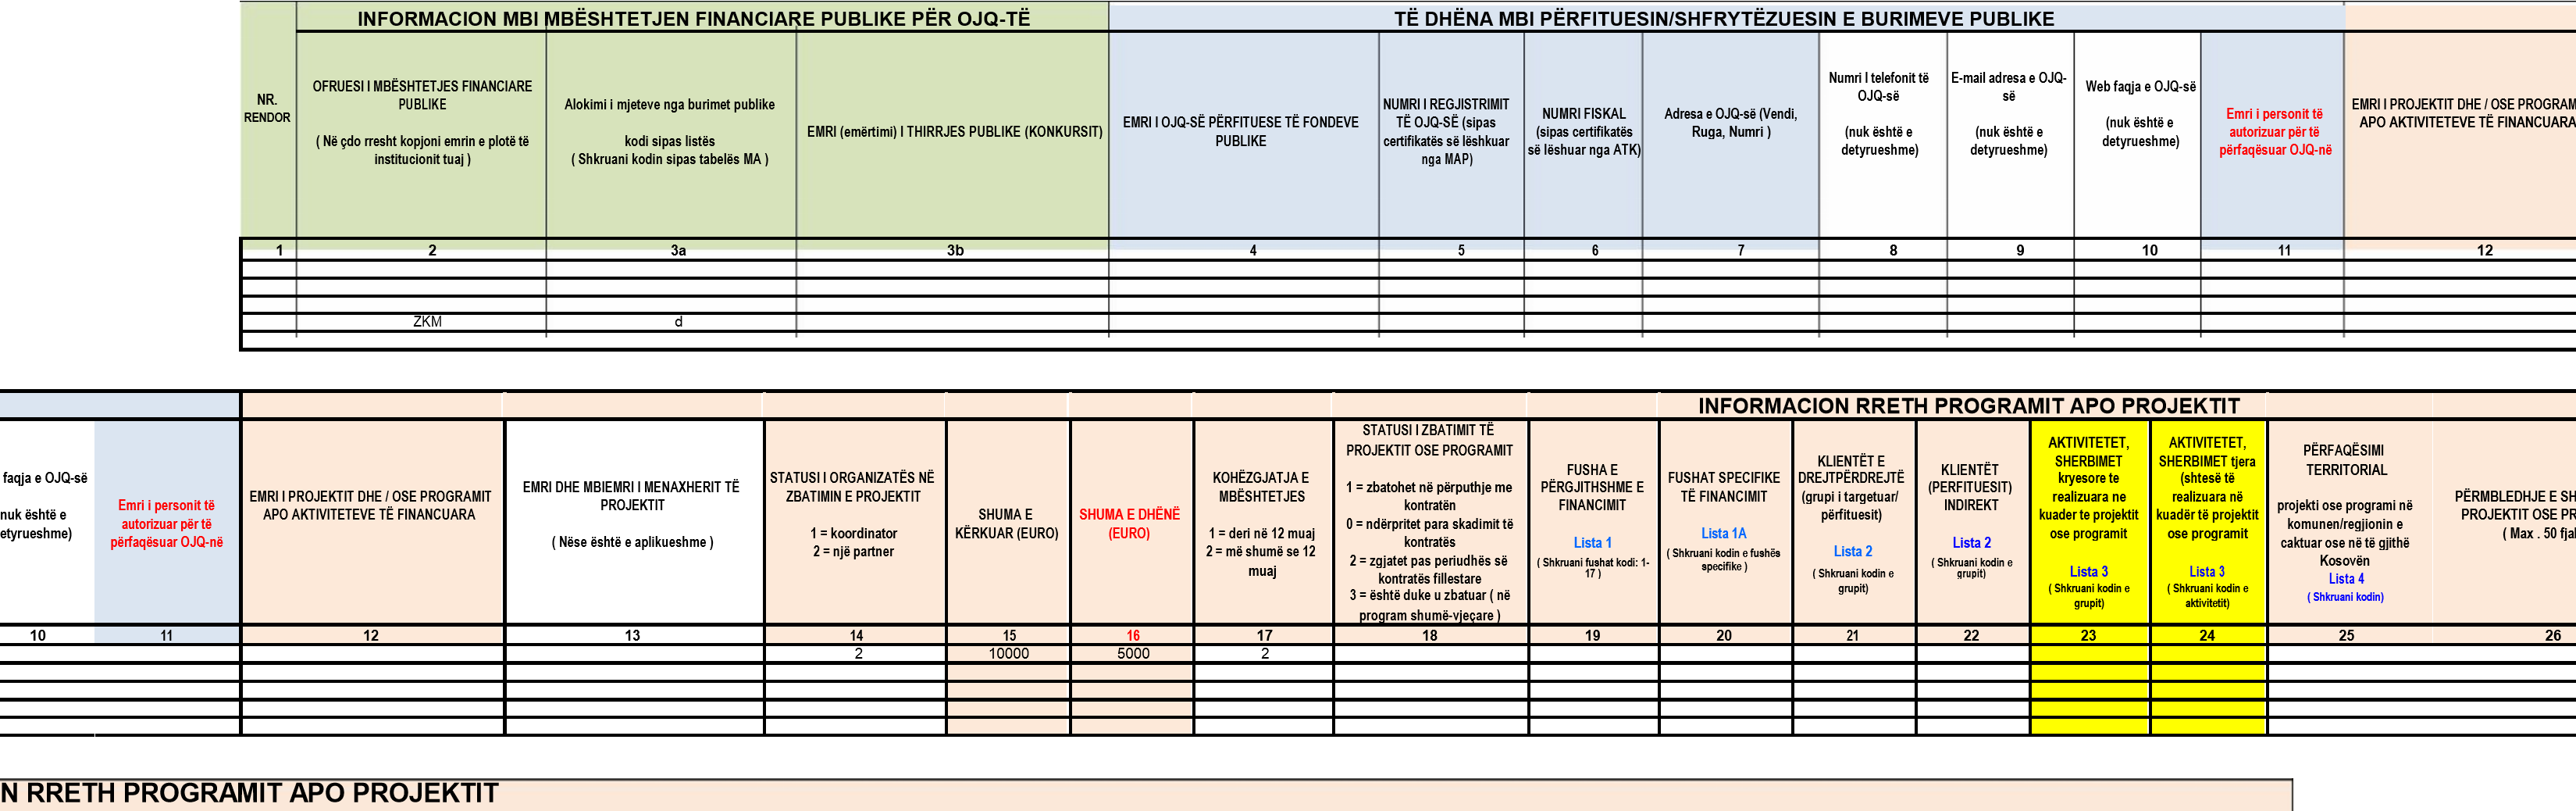 INFORMACION MBI MBËSHTETJEN FINANCIARE PUBLIKE PËR OJQ-TË
TË DHËNA MBI PËRFITUESIN/SHFRYTËZUESIN E BURIMEVE PUBLIKE
NR.
RENDOR
OFRUESI I MBËSHTETJES FINANCIARE
PUBLIKE
( Në çdo rresht kopjoni emrin e plotë të
institucionit tuaj )
Alokimi i mjeteve nga burimet publike
kodi sipas listës
( Shkruani kodin sipas tabelës MA )
EMRI (emërtimi) I THIRRJES PUBLIKE (KONKURSIT)
EMRI I OJQ-SË PËRFITUESE TË FONDEVE
PUBLIKE
NUMRI I REGJISTRIMIT
TË OJQ-SË (sipas
certifikatës së lëshkuar
nga MAP)
NUMRI FISKAL
(sipas certifikatës
së lëshuar nga ATK)
Adresa e OJQ-së (Vendi,
Ruga, Numri )
Numri I telefonit të
OJQ-së
(nuk është e
detyrueshme)
E-mail adresa e OJQ-
së
(nuk është e
detyrueshme)
Web faqja e OJQ-së
(nuk është e
detyrueshme)
Emri i personit të
autorizuar për të
përfaqësuar OJQ-në
EMRI I PROJEKTIT DHE / OSE PROGRAM
APO AKTIVITETEVE TË FINANCUARA
1 2 3a 3b 4 5 6 7 8 9 10 11 12
ZKM d
INFORMACION RRETH PROGRAMIT APO PROJEKTIT
faqja e OJQ-së
nuk është e
etyrueshme)
Emri i personit të
autorizuar për të
përfaqësuar OJQ-në
EMRI I PROJEKTIT DHE / OSE PROGRAMIT
APO AKTIVITETEVE TË FINANCUARA
EMRI DHE MBIEMRI I MENAXHERIT TË
PROJEKTIT
( Nëse është e aplikueshme )
STATUSI I ORGANIZATËS NË
ZBATIMIN E PROJEKTIT
1 = koordinator
2 = një partner
SHUMA E
KËRKUAR (EURO)
SHUMA E DHËNË
(EURO)
KOHËZGJATJA E
MBËSHTETJES
1 = deri në 12 muaj
2 = më shumë se 12
muaj
STATUSI I ZBATIMIT TË
PROJEKTIT OSE PROGRAMIT
1 = zbatohet në përputhje me
kontratën
0 = ndërpritet para skadimit të
kontratës
2 = zgjatet pas periudhës së
kontratës fillestare
3 = është duke u zbatuar ( në
program shumë-vjeçare )
FUSHA E
PËRGJITHSHME E
FINANCIMIT
Lista 1
( Shkruani fushat kodi: 1-
17 )
FUSHAT SPECIFIKE
TË FINANCIMIT
Lista 1A
( Shkruani kodin e fushës
specifike )
KLIENTËT E
DREJTPËRDREJTË
(grupi i targetuar/
përfituesit)
Lista 2
( Shkruani kodin e
grupit)
KLIENTËT
(PERFITUESIT)
INDIREKT
Lista 2
( Shkruani kodin e
grupit)
AKTIVITETET,
SHERBIMET
kryesore te
realizuara ne
kuader te projektit
ose programit
Lista 3
( Shkruani kodin e
grupit)
AKTIVITETET,
SHERBIMET tjera
(shtesë të
realizuara në
kuadër të projektit
ose programit
Lista 3
( Shkruani kodin e
aktivitetit)
PËRFAQËSIMI
TERRITORIAL
projekti ose programi në
komunen/regjionin e
caktuar ose në të gjithë
Kosovën
Lista 4
( Shkruani kodin)
PËRMBLEDHJE E SH
PROJEKTIT OSE PR
( Max . 50 fjal
10 11 12 13 14 15 16 17 18 19 20 21 22 23 24 25 26
2 10000 5000 2
N RRETH PROGRAMIT APO PROJEKTIT